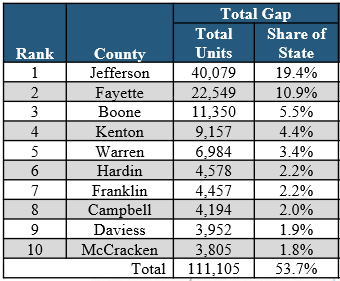 Total Gap
Rank County Total Units Share of State
1 Jefferson 40,079 19.4%
2 Fayette 22,549 10.9%
3 Boone 11,350 5.5%
4 Kenton 9,157 4.4%
5 Warren 6,984 3.4%
6 Hardin 4,578 2.2%
7 Franklin 4,457 2.2%
8 Campbell 4,194 2.0%
9 Daviess 3,952 1.9%
10 McCracken 3,805 1.8%
Total 111,105 53.7%